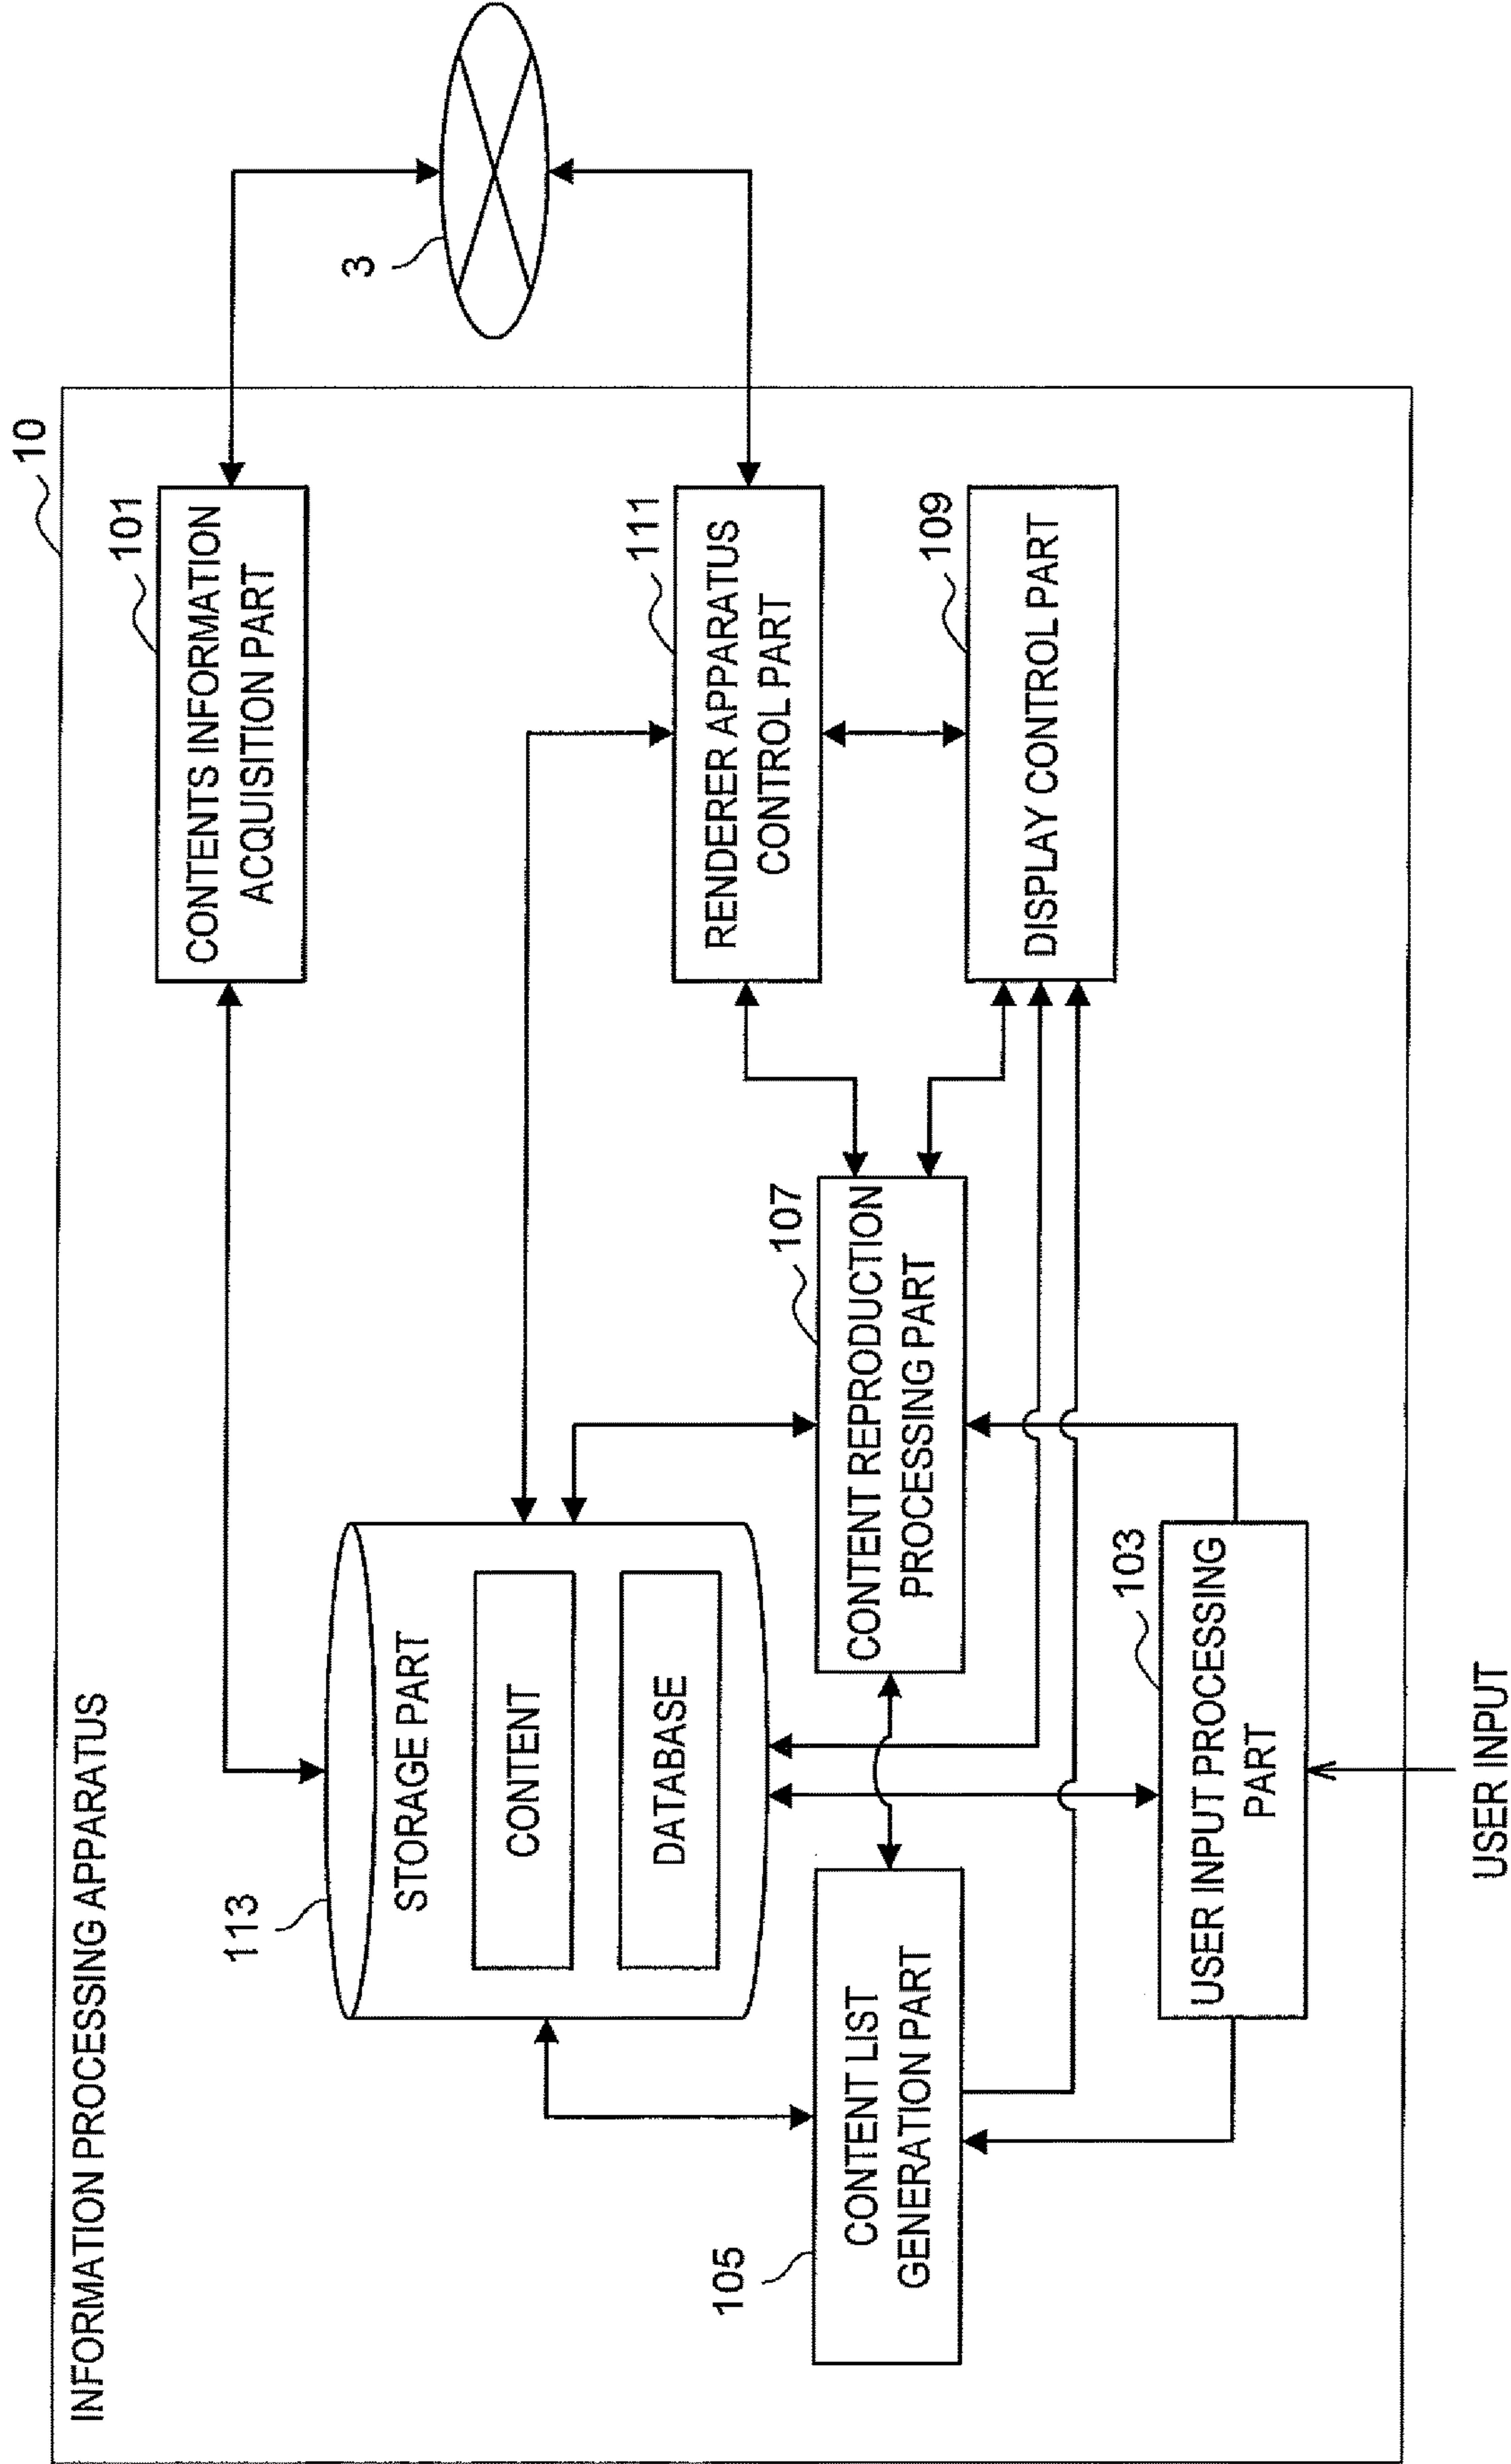 INFORMATION PROCESSING APPARATUS
10
113
STORAGE PART
CONTENT
DATABASE
101
CONTENTS INFORMATION
ACQUISITION PART
3
105
CONTENT LIST
GENERATION PART
107
CONTENT REPRODUCTION
PROCESSING PART
111
RENDERER APPARATUS
CONTROL PART
109
DISPLAY CONTROL PART
103
USER INPUT PROCESSING
PART
USER INPUT